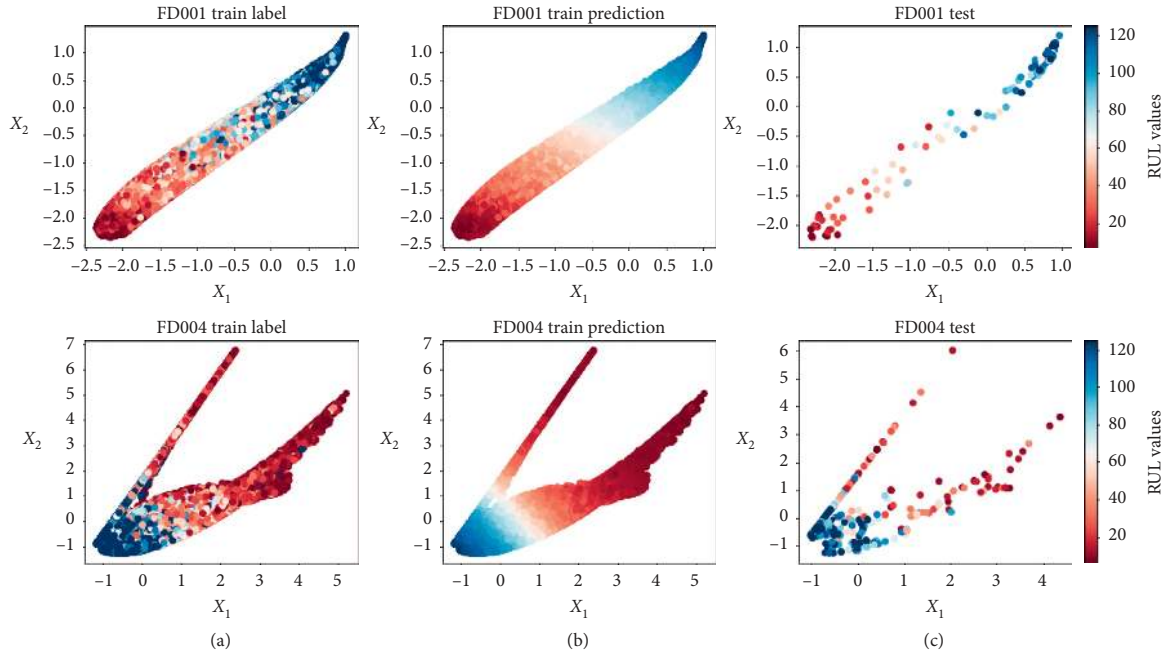 FD001 train label
FD001 train prediction
FD001 test
1.0
0.5
0.0
−0.5
−1.0
−1.5
−2.0
−2.5
X2
−2.5 −2.0 −1.5 −1.0 −0.5 0.0 0.5 1.0
X1
1.0
0.5
0.0
−0.5
−1.0
−1.5
−2.0
−2.5
X2
−2.5 −2.0 −1.5 −1.0 −0.5 0.0 0.5 1.0
X1
1.0
0.5
0.0
−0.5
−1.0
−1.5
−2.0
X2
−2.0 −1.5 −1.0 −0.5 0.0 0.5 1.0
X1
120
100
80
60
40
20
RUL values
FD004 train label
FD004 train prediction
FD004 test
7
6
5
4
3
2
1
0
−1
X2
−1 0 1 2 3 4 5
X1
(a)
7
6
5
4
3
2
1
0
−1
X2
−1 0 1 2 3 4 5
X1
(b)
6
5
4
3
2
1
0
−1
X2
−1 0 1 2 3 4
X1
(c)
120
100
80
60
40
20
RUL values